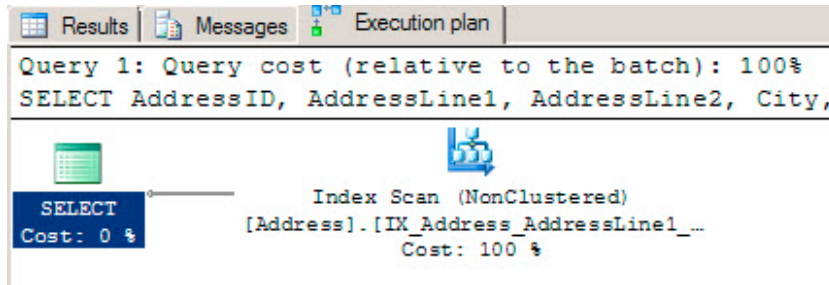 Results Messages Execution plan
Query 1: Query cost (relative to the batch): 100%
SELECT AddressID, AddressLine1, AddressLine2, City,
SELECT
Cost: 0 %
Index Scan (NonClustered)
[Address].[IX_Address_AddressLine1_…
Cost: 100 %